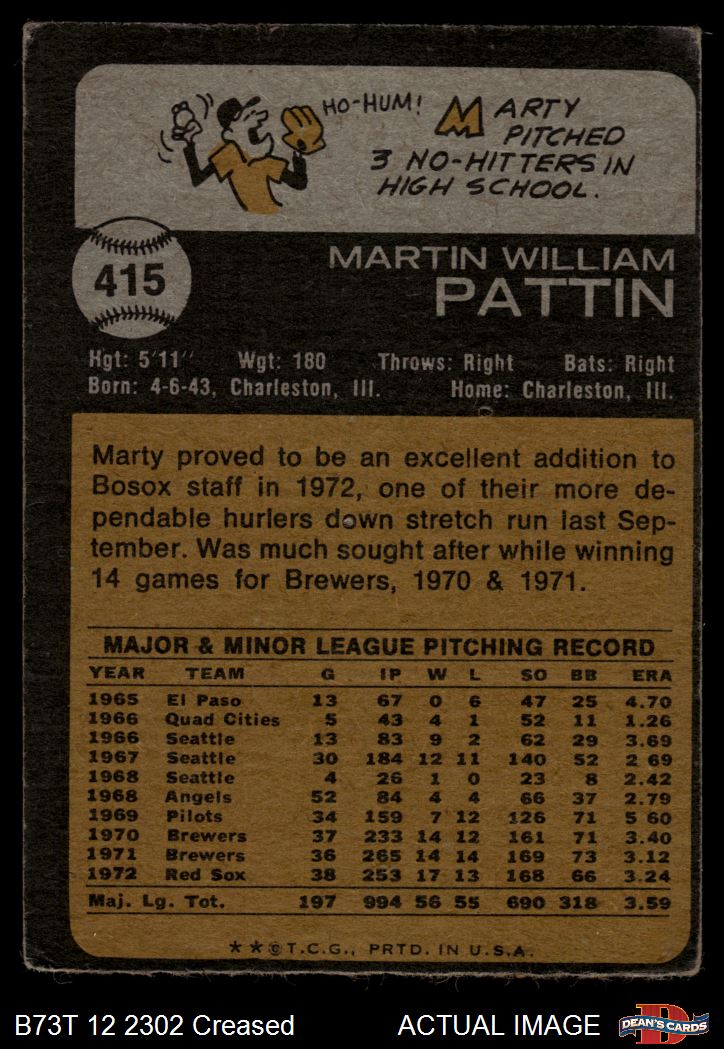 HO-HUM!
MARTY
PITCHED
3 NO-HITTERS IN
HIGH SCHOOL.
415
MARTIN WILLIAM
PATTIN
Hgt: 5'11" Wgt: 180 Throws: Right Bats: Right
Born: 4-6-43, Charleston, Ill. Home: Charleston, Ill.
Marty proved to be an excellent addition to
Bosox staff in 1972, one of their more de-
pendable hurlers down stretch run last Sep-
tember. Was much sought after while winning
14 games for Brewers, 1970 & 1971.
MAJOR & MINOR LEAGUE PITCHING RECORD
YEAR TEAM G IP W L SO BB ERA
1965 El Paso 13 67 0 6 47 25 4.70
1966 Quad Cities 5 43 4 1 52 11 1.26
1966 Seattle 13 83 9 2 62 29 3.69
1967 Seattle 30 184 12 11 140 52 2 69
1968 Seattle 4 26 1 0 23 8 2.42
1968 Angels 52 84 4 4 66 37 2.79
1969 Pilots 34 159 7 12 126 71 5 60
1970 Brewers 37 233 14 12 161 71 3.40
1971 Brewers 36 265 14 14 169 73 3.12
1972 Red Sox 38 253 17 13 168 66 3.24
Maj. Lg. Tot. 197 994 56 55 690 318 3.59
**©T.C.G., PRTD. IN U.S.A.
B73T 12 2302 Creased ACTUAL IMAGE
D
DEAN'S CARDS